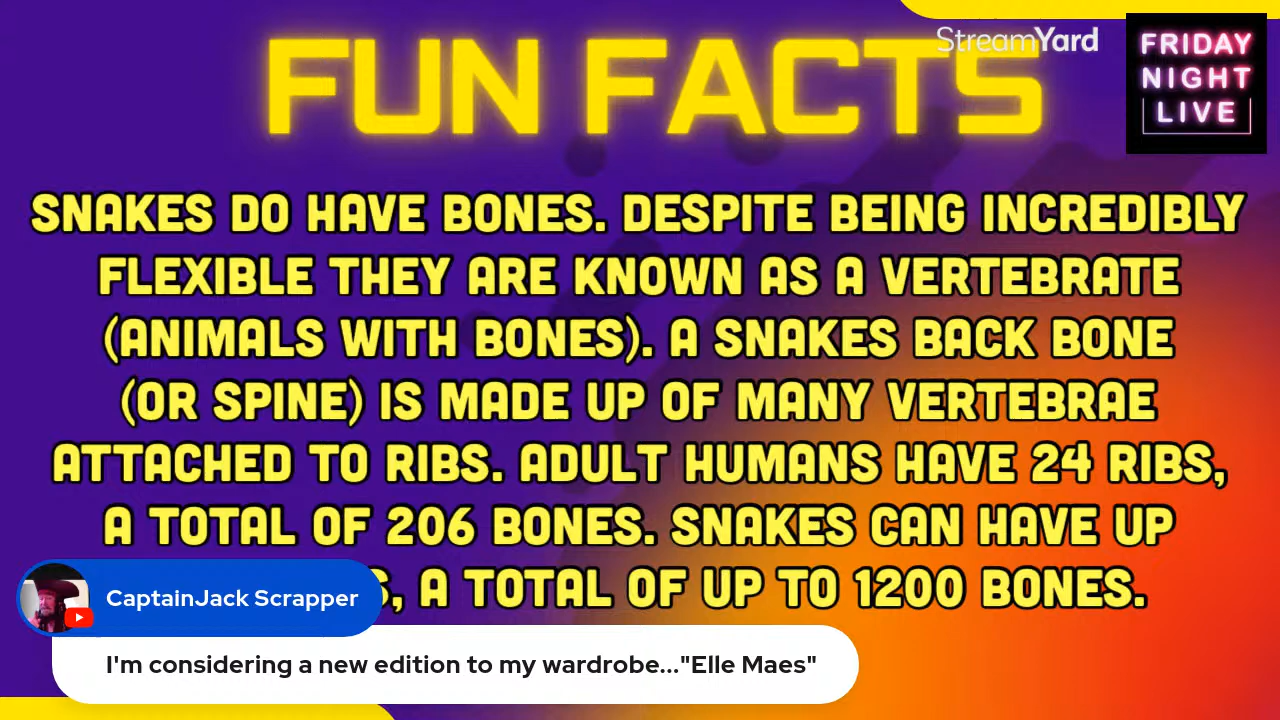 StreamYard
FUN FACTS
FRIDAY
NIGHT
LIVE
SNAKES DO HAVE BONES. DESPITE BEING INCREDIBLY
FLEXIBLE THEY ARE KNOWN AS A VERTEBRATE
(ANIMALS WITH BONES). A SNAKES BACK BONE
(OR SPINE) IS MADE UP OF MANY VERTEBRAE
ATTACHED TO RIBS. ADULT HUMANS HAVE 24 RIBS,
A TOTAL OF 206 BONES. SNAKES CAN HAVE UP
, A TOTAL OF UP TO 1200 BONES.
CaptainJack Scrapper
I'm considering a new edition to my wardrobe..."Elle Maes"